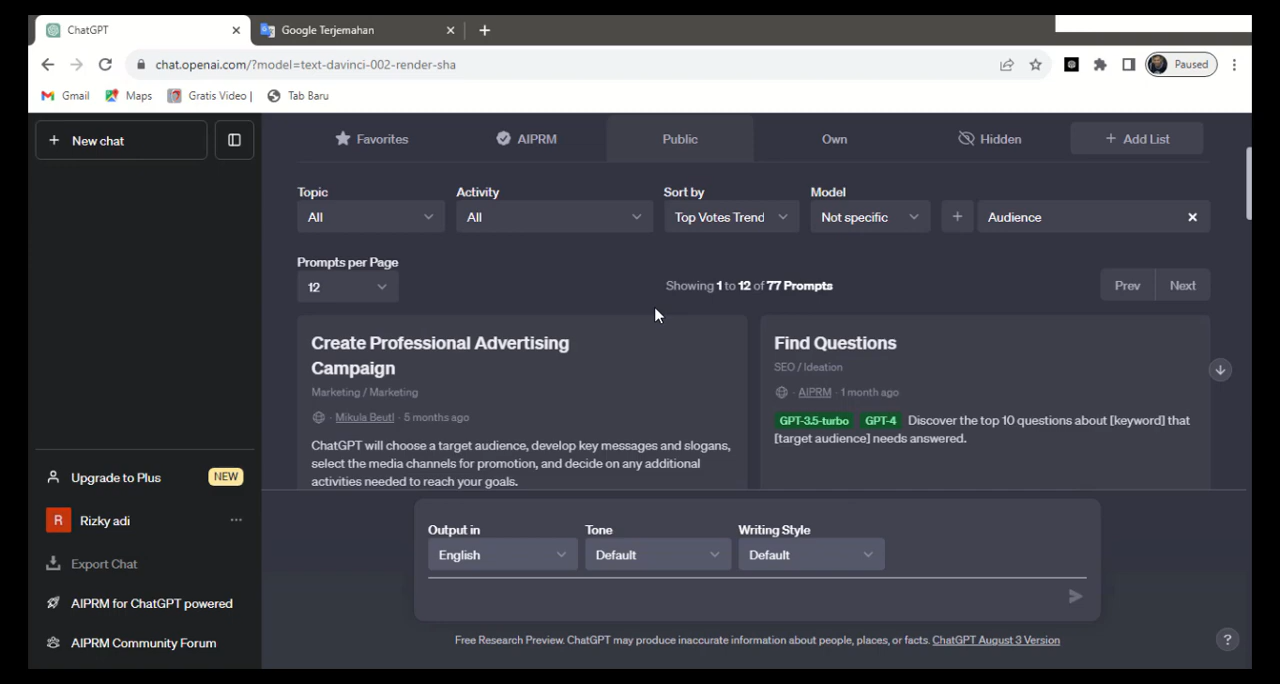 ChatGPT
Google Terjemahan
chat.openai.com/?model=text-davinci-002-render-sha
Paused
Gmail
Maps
Gratis Video |
Tab Baru
New chat
Favorites
AIPRM
Public
Own
Hidden
+ Add List
Topic
Activity
Sort by
Model
All
All
Top Votes Trend
Not specific
+
Audience
Prompts per Page
12
Showing 1 to 12 of 77 Prompts
Prev
Next
Create Professional Advertising
Campaign
Marketing / Marketing
· Mikula Beutl · 5 months ago
ChatGPT will choose a target audience, develop key messages and slogans,
select the media channels for promotion, and decide on any additional
activities needed to reach your goals.
Find Questions
SEO / Ideation
· AIPRM · 1 month ago
GPT-3.5-turbo GPT-4 Discover the top 10 questions about [keyword] that
[target audience] needs answered.
Upgrade to Plus
NEW
R
Rizky adi
Export Chat
AIPRM for ChatGPT powered
AIPRM Community Forum
Output in
Tone
Writing Style
English
Default
Default
Free Research Preview. ChatGPT may produce inaccurate information about people, places, or facts. ChatGPT August 3 Version
?